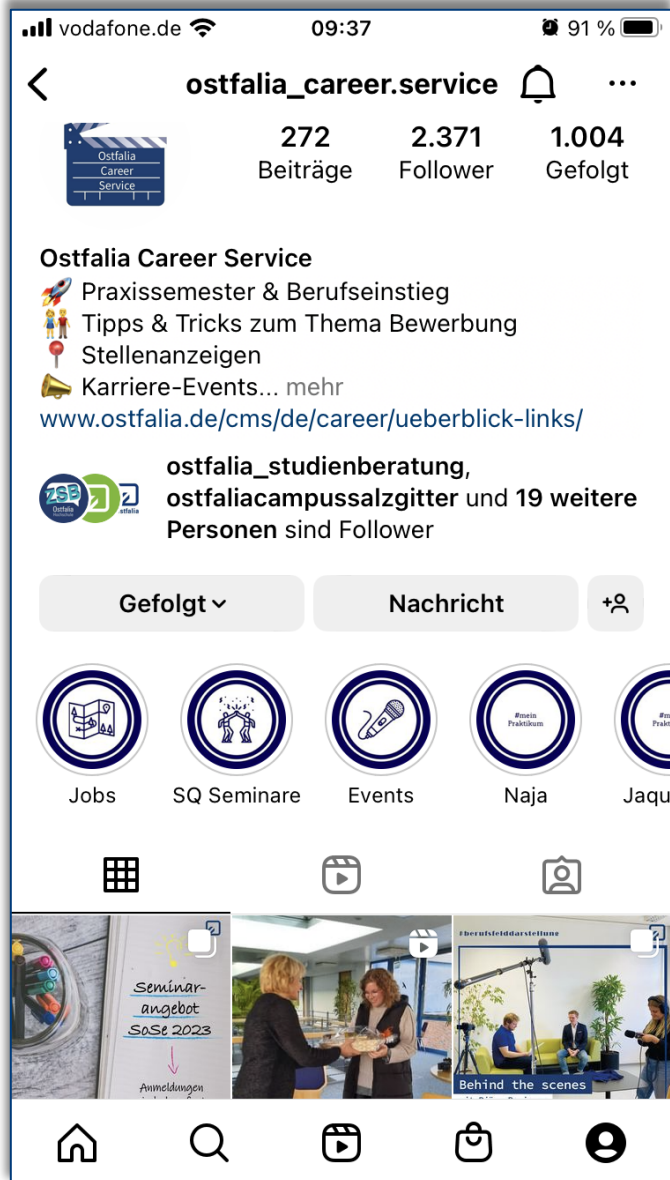 vodafone.de 09:37 91 %
ostfalia_career.service
Ostfalia
Career
Service
272 2.371 1.004
Beiträge Follower Gefolgt
Ostfalia Career Service
🚀 Praxissemester & Berufseinstieg
👫 Tipps & Tricks zum Thema Bewerbung
📍 Stellenanzeigen
📣 Karriere-Events... mehr
www.ostfalia.de/cms/de/career/ueberblick-links/
ZSB
Ostfalia
ostfalia_studienberatung,
ostfaliacampussalzgitter und 19 weitere
Personen sind Follower
Gefolgt Nachricht
#mein
Praktikum
Jobs SQ Seminare Events Naja Jaqu
Seminar-
angebot
SoSe 2023
Anmeldungen
#berufsfelddarstellung
Behind the scenes